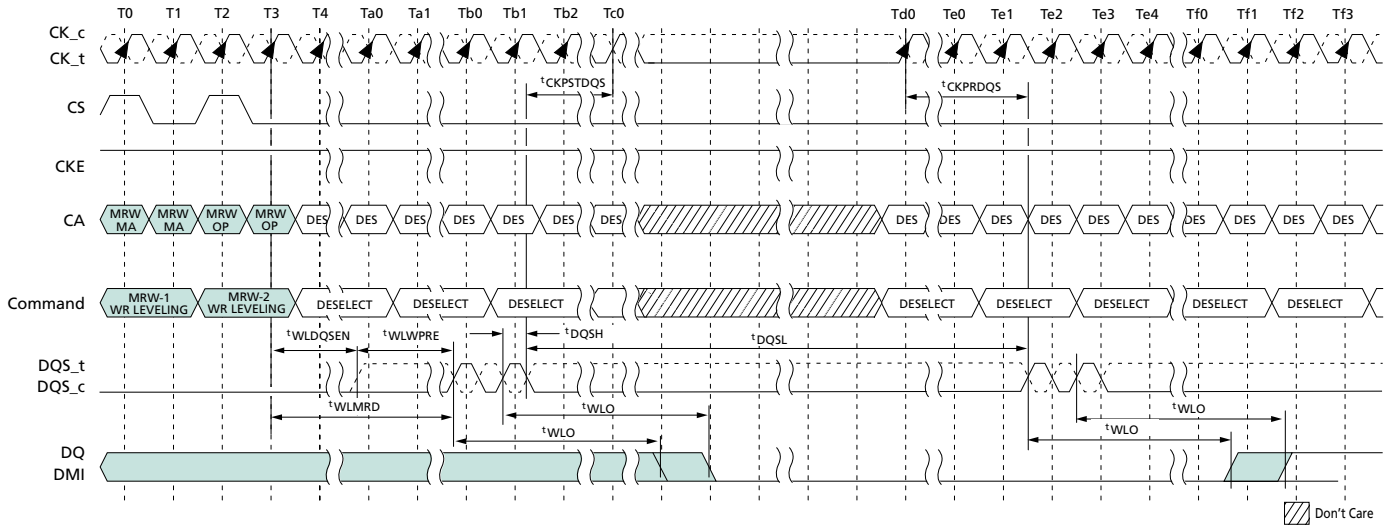 T0 T1 T2 T3 T4 Ta0 Ta1 Tb0 Tb1 Tb2 Tc0 Td0 Te0 Te1 Te2 Te3 Te4 Tf0 Tf1 Tf2 Tf3
CK_c
CK_t
tCKPSTDQS tCKPRDQS
CS
CKE
CA MRW MA MRW MA MRW OP MRW OP DES DES DES DES DES DES DES DES DES DES DES DES DES DES DES DES DES
Command MRW-1 WR LEVELING MRW-2 WR LEVELING DESELECT DESELECT DESELECT DESELECT DESELECT DESELECT DESELECT DESELECT
tWLDQSEN tWLWPRE tDQSH tDQSL
DQS_t
DQS_c
tWLMRD tWLO tWLO
tWLO tWLO
DQ
DMI
Don't Care